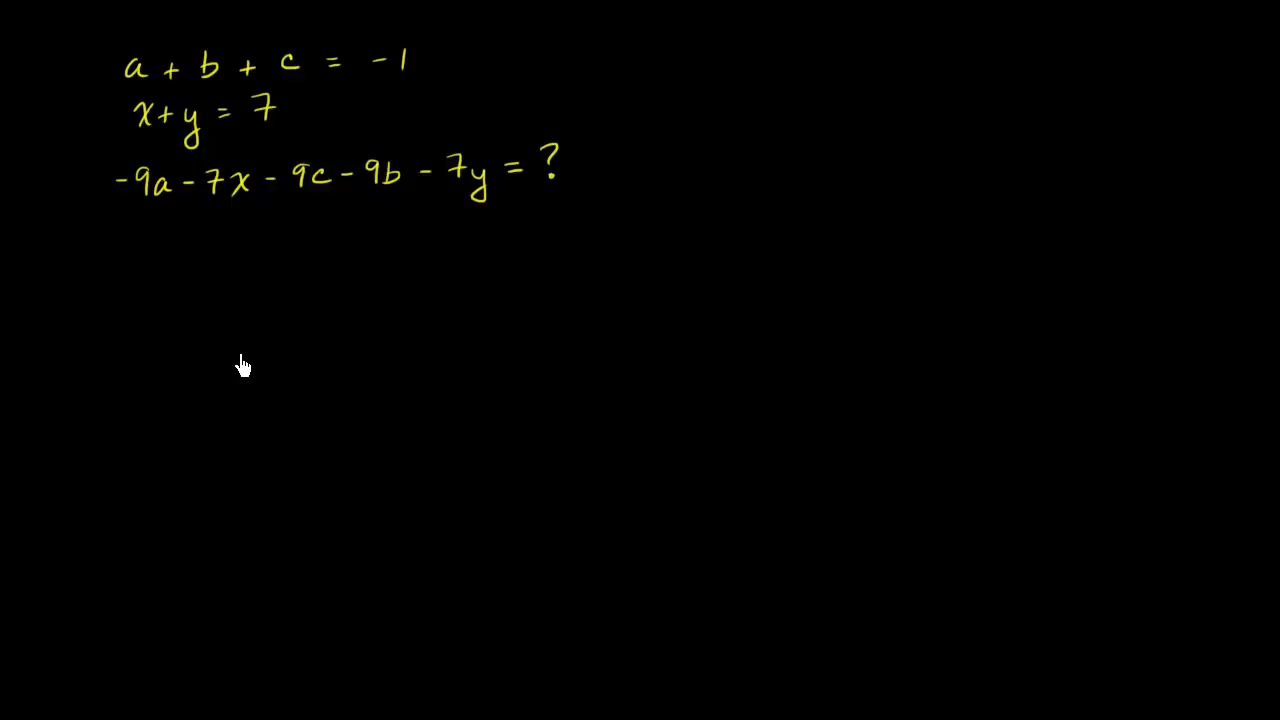 a + b + c = -1
x+y = 7
-9a - 7x - 9c - 9b - 7y = ?